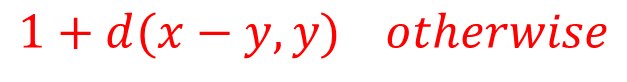 1 + d(x − y, y) otherwise